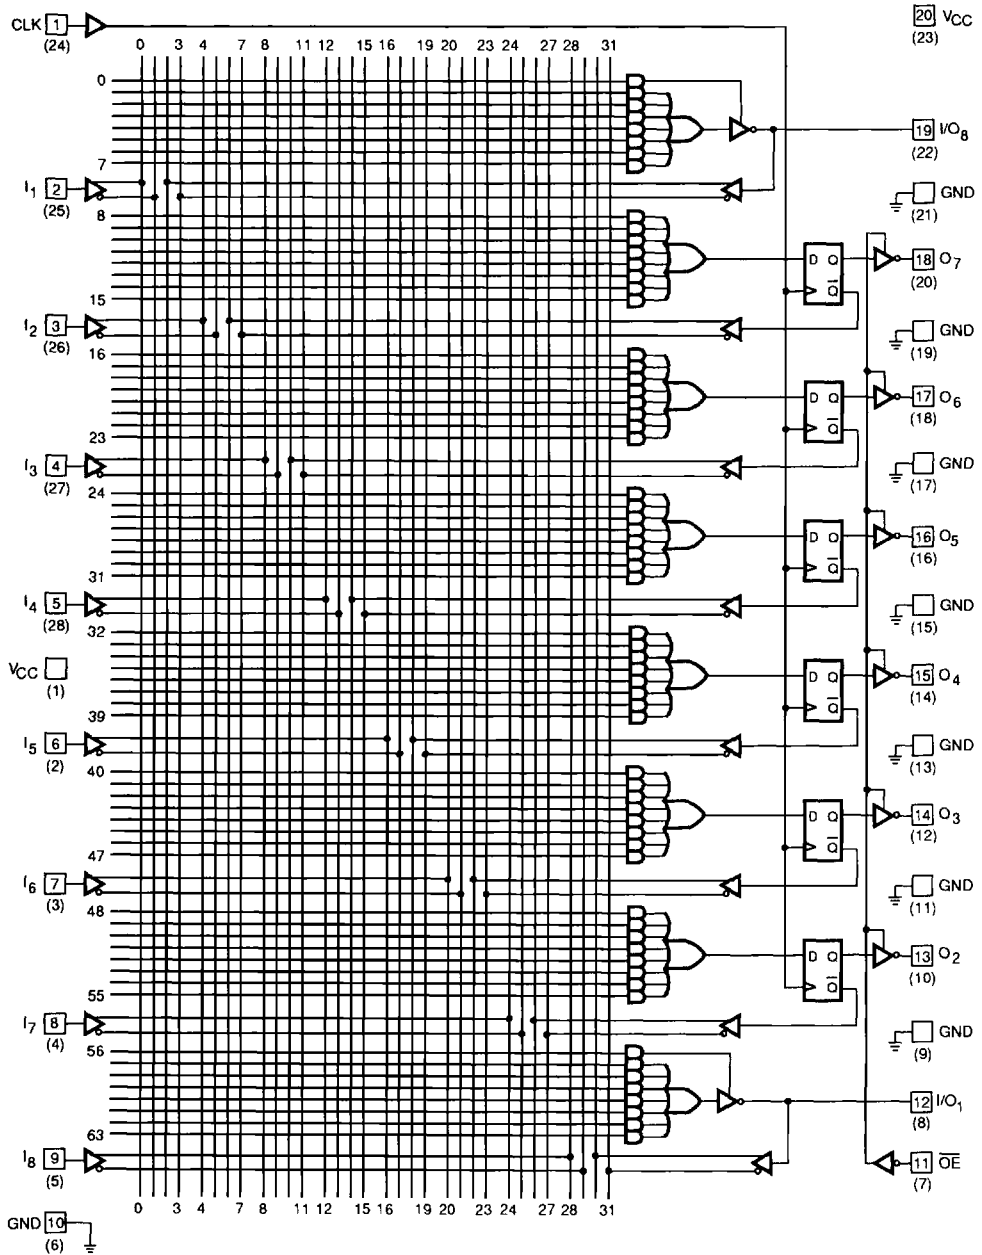 CLK 1 (24)
20 VCC (23)
0 3 4 7 8 11 12 15 16 19 20 23 24 27 28 31
0
19 I/O8 (22)
7
I1 2 (25)
GND (21)
8
D Q Q̅
18 O7 (20)
15
I2 3 (26)
GND (19)
16
D Q Q̅
17 O6 (18)
23
I3 4 (27)
GND (17)
24
D Q Q̅
16 O5 (16)
31
I4 5 (28)
GND (15)
32
VCC (1)
D Q Q̅
15 O4 (14)
39
I5 6 (2)
GND (13)
40
D Q Q̅
14 O3 (12)
47
I6 7 (3)
GND (11)
48
D Q Q̅
13 O2 (10)
55
I7 8 (4)
GND (9)
56
12 I/O1 (8)
63
I8 9 (5)
11 O̅E̅ (7)
0 3 4 7 8 11 12 15 16 19 20 23 24 27 28 31
GND 10 (6)